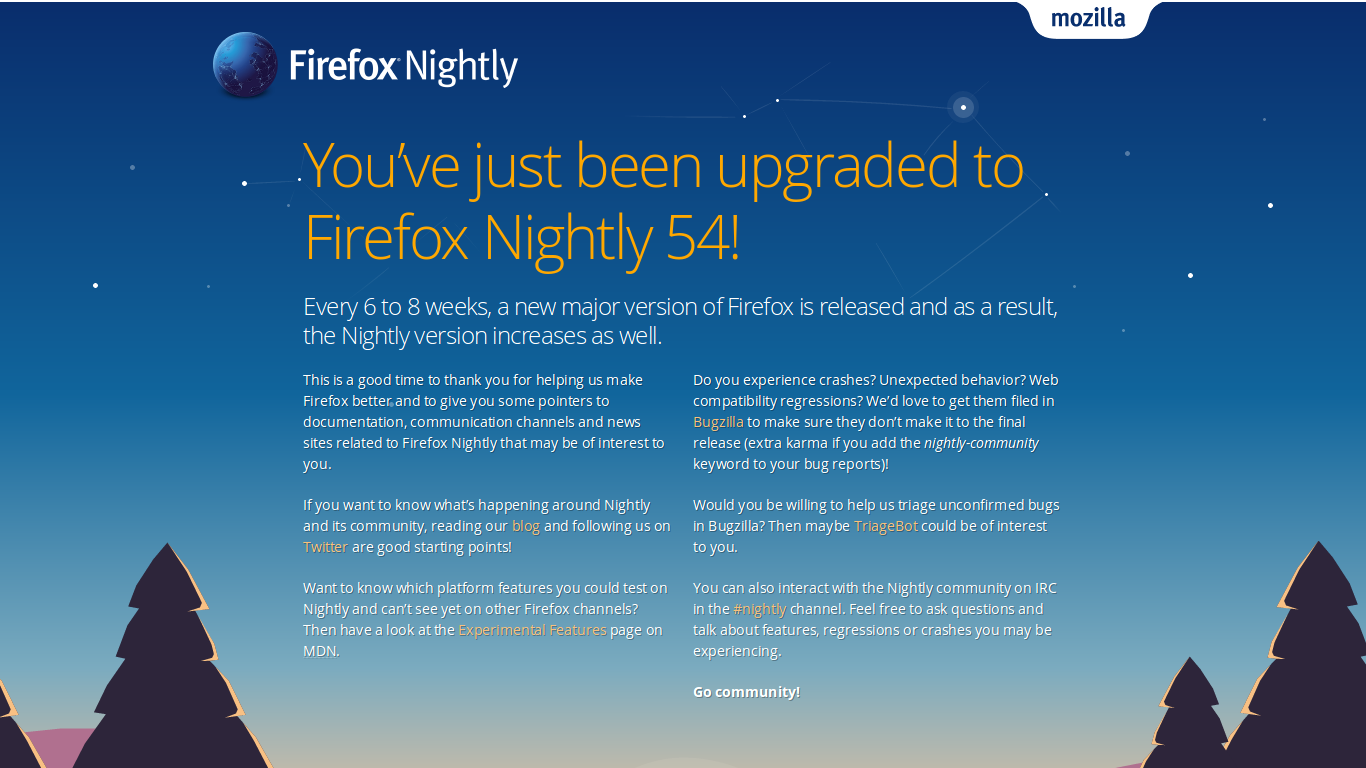 mozilla
Firefox Nightly
You’ve just been upgraded to
Firefox Nightly 54!
Every 6 to 8 weeks, a new major version of Firefox is released and as a result,
the Nightly version increases as well.
This is a good time to thank you for helping us make
Firefox better and to give you some pointers to
documentation, communication channels and news
sites related to Firefox Nightly that may be of interest to
you.
If you want to know what’s happening around Nightly
and its community, reading our blog and following us on
Twitter are good starting points!
Want to know which platform features you could test on
Nightly and can’t see yet on other Firefox channels?
Then have a look at the Experimental Features page on
MDN.
Do you experience crashes? Unexpected behavior? Web
compatibility regressions? We’d love to get them filed in
Bugzilla to make sure they don’t make it to the final
release (extra karma if you add the nightly-community
keyword to your bug reports)!
Would you be willing to help us triage unconfirmed bugs
in Bugzilla? Then maybe TriageBot could be of interest
to you.
You can also interact with the Nightly community on IRC
in the #nightly channel. Feel free to ask questions and
talk about features, regressions or crashes you may be
experiencing.
Go community!